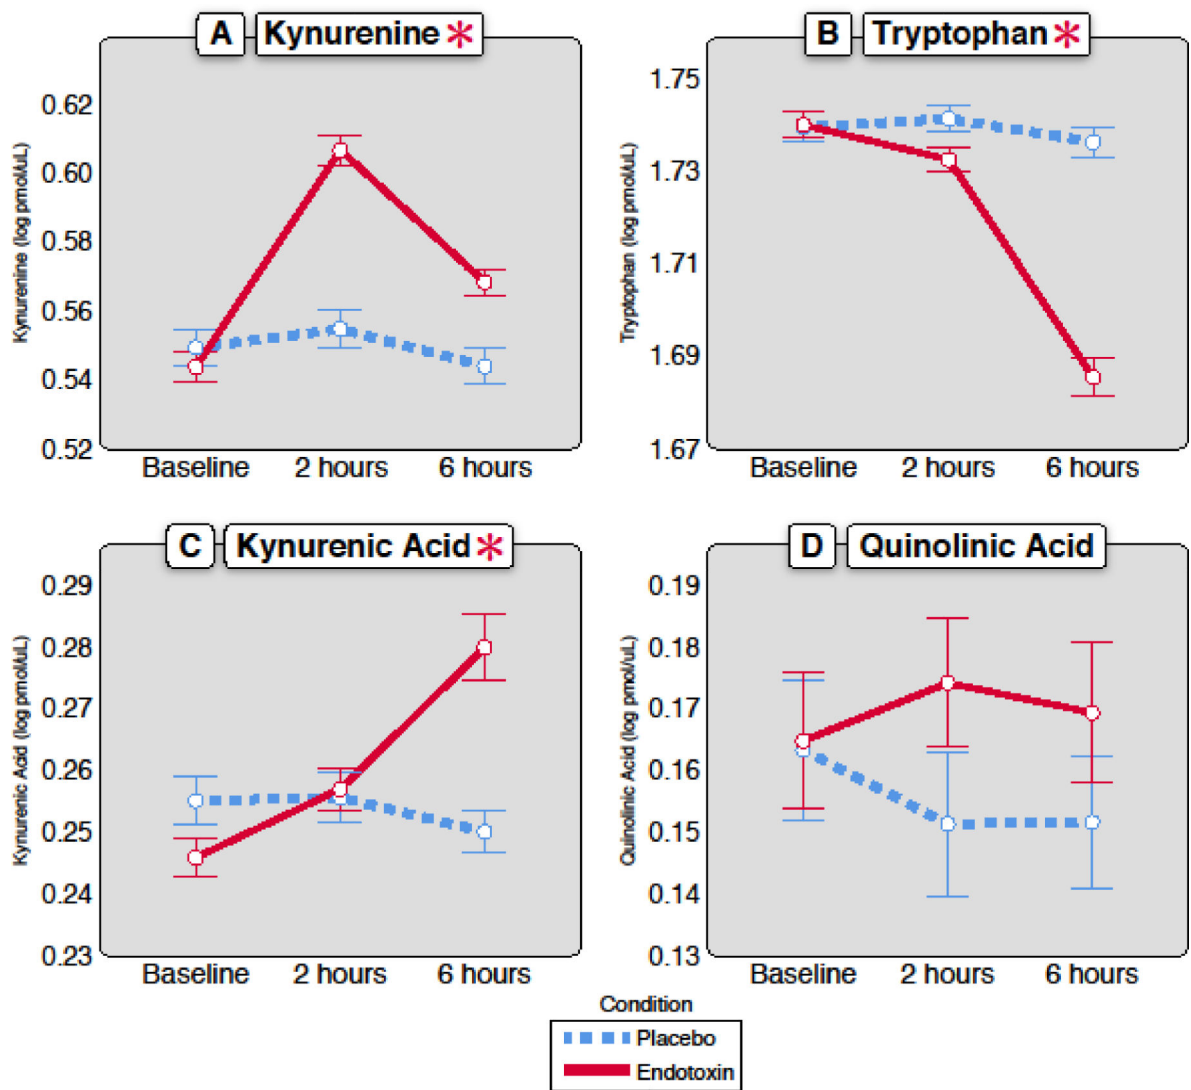 A Kynurenine *
Kynurenine (log pmol/uL)
0.62
0.60
0.58
0.56
0.54
0.52
Baseline 2 hours 6 hours
B Tryptophan *
Tryptophan (log pmol/uL)
1.75
1.73
1.71
1.69
1.67
Baseline 2 hours 6 hours
C Kynurenic Acid *
Kynurenic Acid (log pmol/uL)
0.29
0.28
0.27
0.26
0.25
0.24
0.23
Baseline 2 hours 6 hours
D Quinolinic Acid
Quinolinic Acid (log pmol/uL)
0.19
0.18
0.17
0.16
0.15
0.14
0.13
Baseline 2 hours 6 hours
Condition
Placebo
Endotoxin